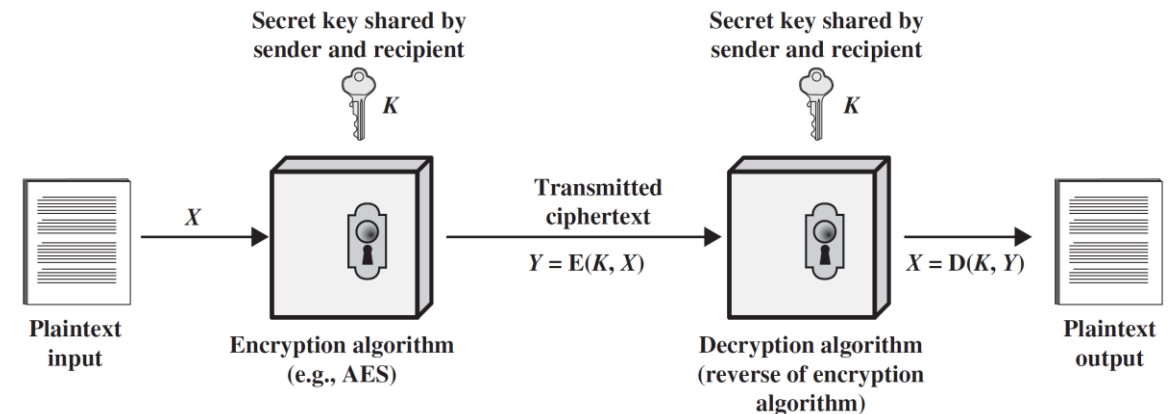 Secret key shared by
sender and recipient
K
Secret key shared by
sender and recipient
K
X
Transmitted
ciphertext
Y = E(K, X)
X = D(K, Y)
Plaintext
input
Encryption algorithm
(e.g., AES)
Decryption algorithm
(reverse of encryption
algorithm)
Plaintext
output